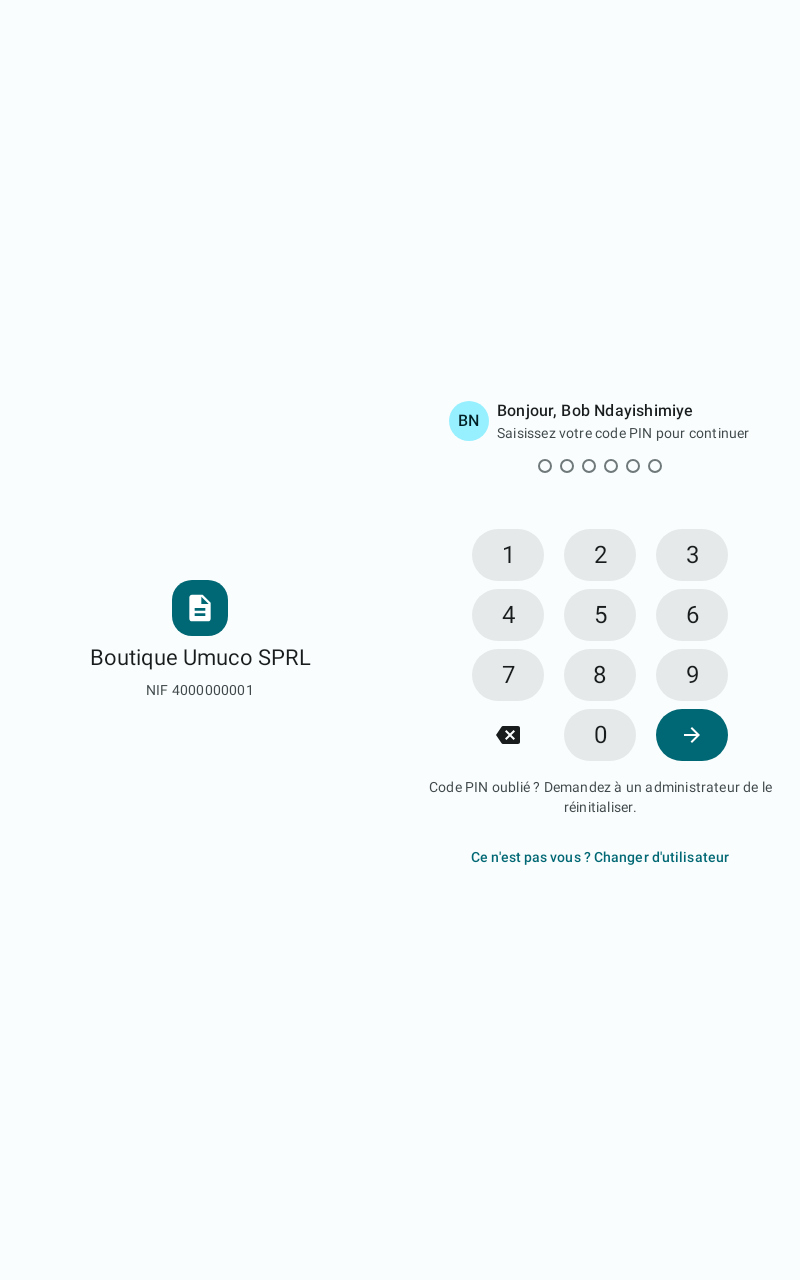 Boutique Umuco SPRL
NIF 4000000001
BN
Bonjour, Bob Ndayishimiye
Saisissez votre code PIN pour continuer
1 2 3
4 5 6
7 8 9
0
Code PIN oublié ? Demandez à un administrateur de le
réinitialiser.
Ce n'est pas vous ? Changer d'utilisateur